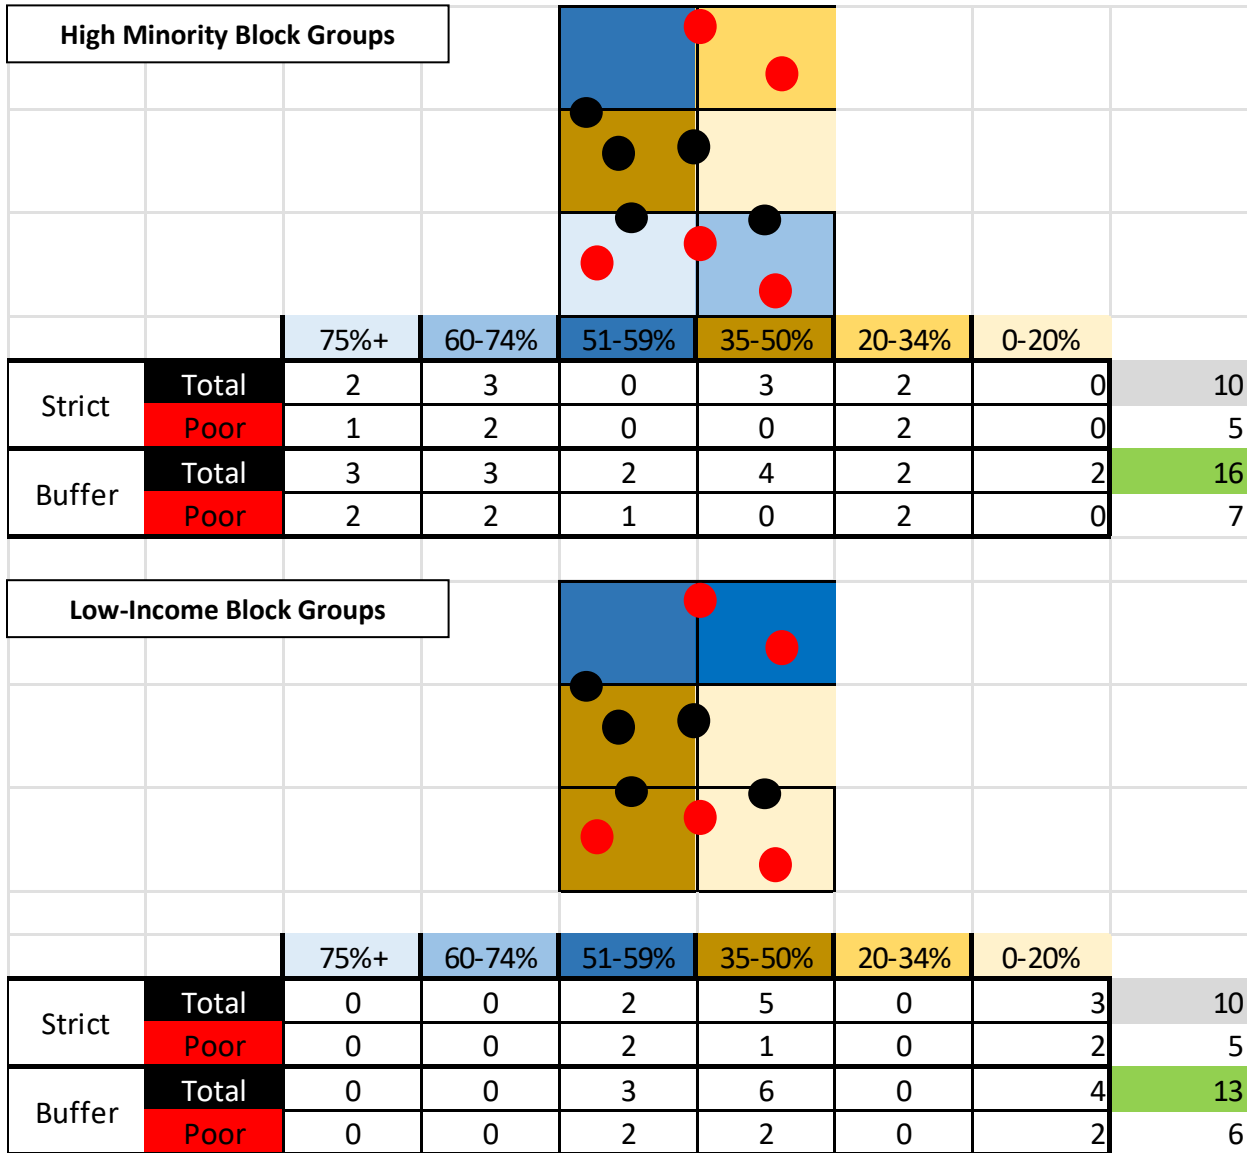 High Minority Block Groups
75%+ 60-74% 51-59% 35-50% 20-34% 0-20%
Strict Total 2 3 0 3 2 0 10
Poor 1 2 0 0 2 0 5
Buffer Total 3 3 2 4 2 2 16
Poor 2 2 1 0 2 0 7
Low-Income Block Groups
75%+ 60-74% 51-59% 35-50% 20-34% 0-20%
Strict Total 0 0 2 5 0 3 10
Poor 0 0 2 1 0 2 5
Buffer Total 0 0 3 6 0 4 13
Poor 0 0 2 2 0 2 6